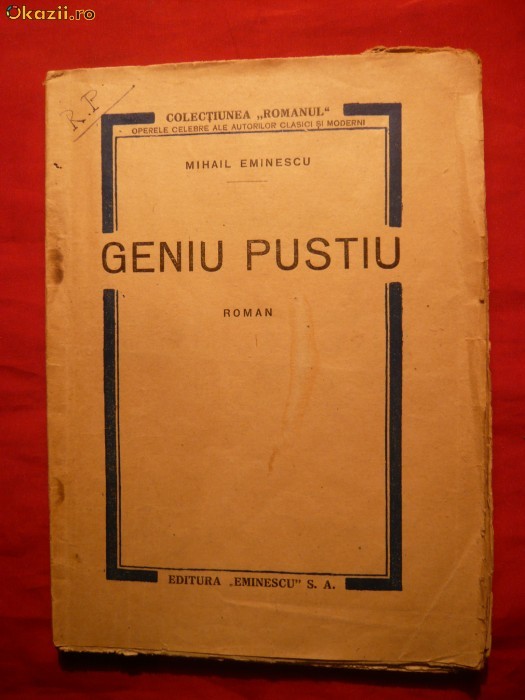 Okazii.ro
R.P
COLECȚIUNEA „ROMANUL“
OPERELE CELEBRE ALE AUTORILOR CLASICI ȘI MODERNI
MIHAIL EMINESCU
GENIU PUSTIU
ROMAN
EDITURA „EMINESCU” S. A.